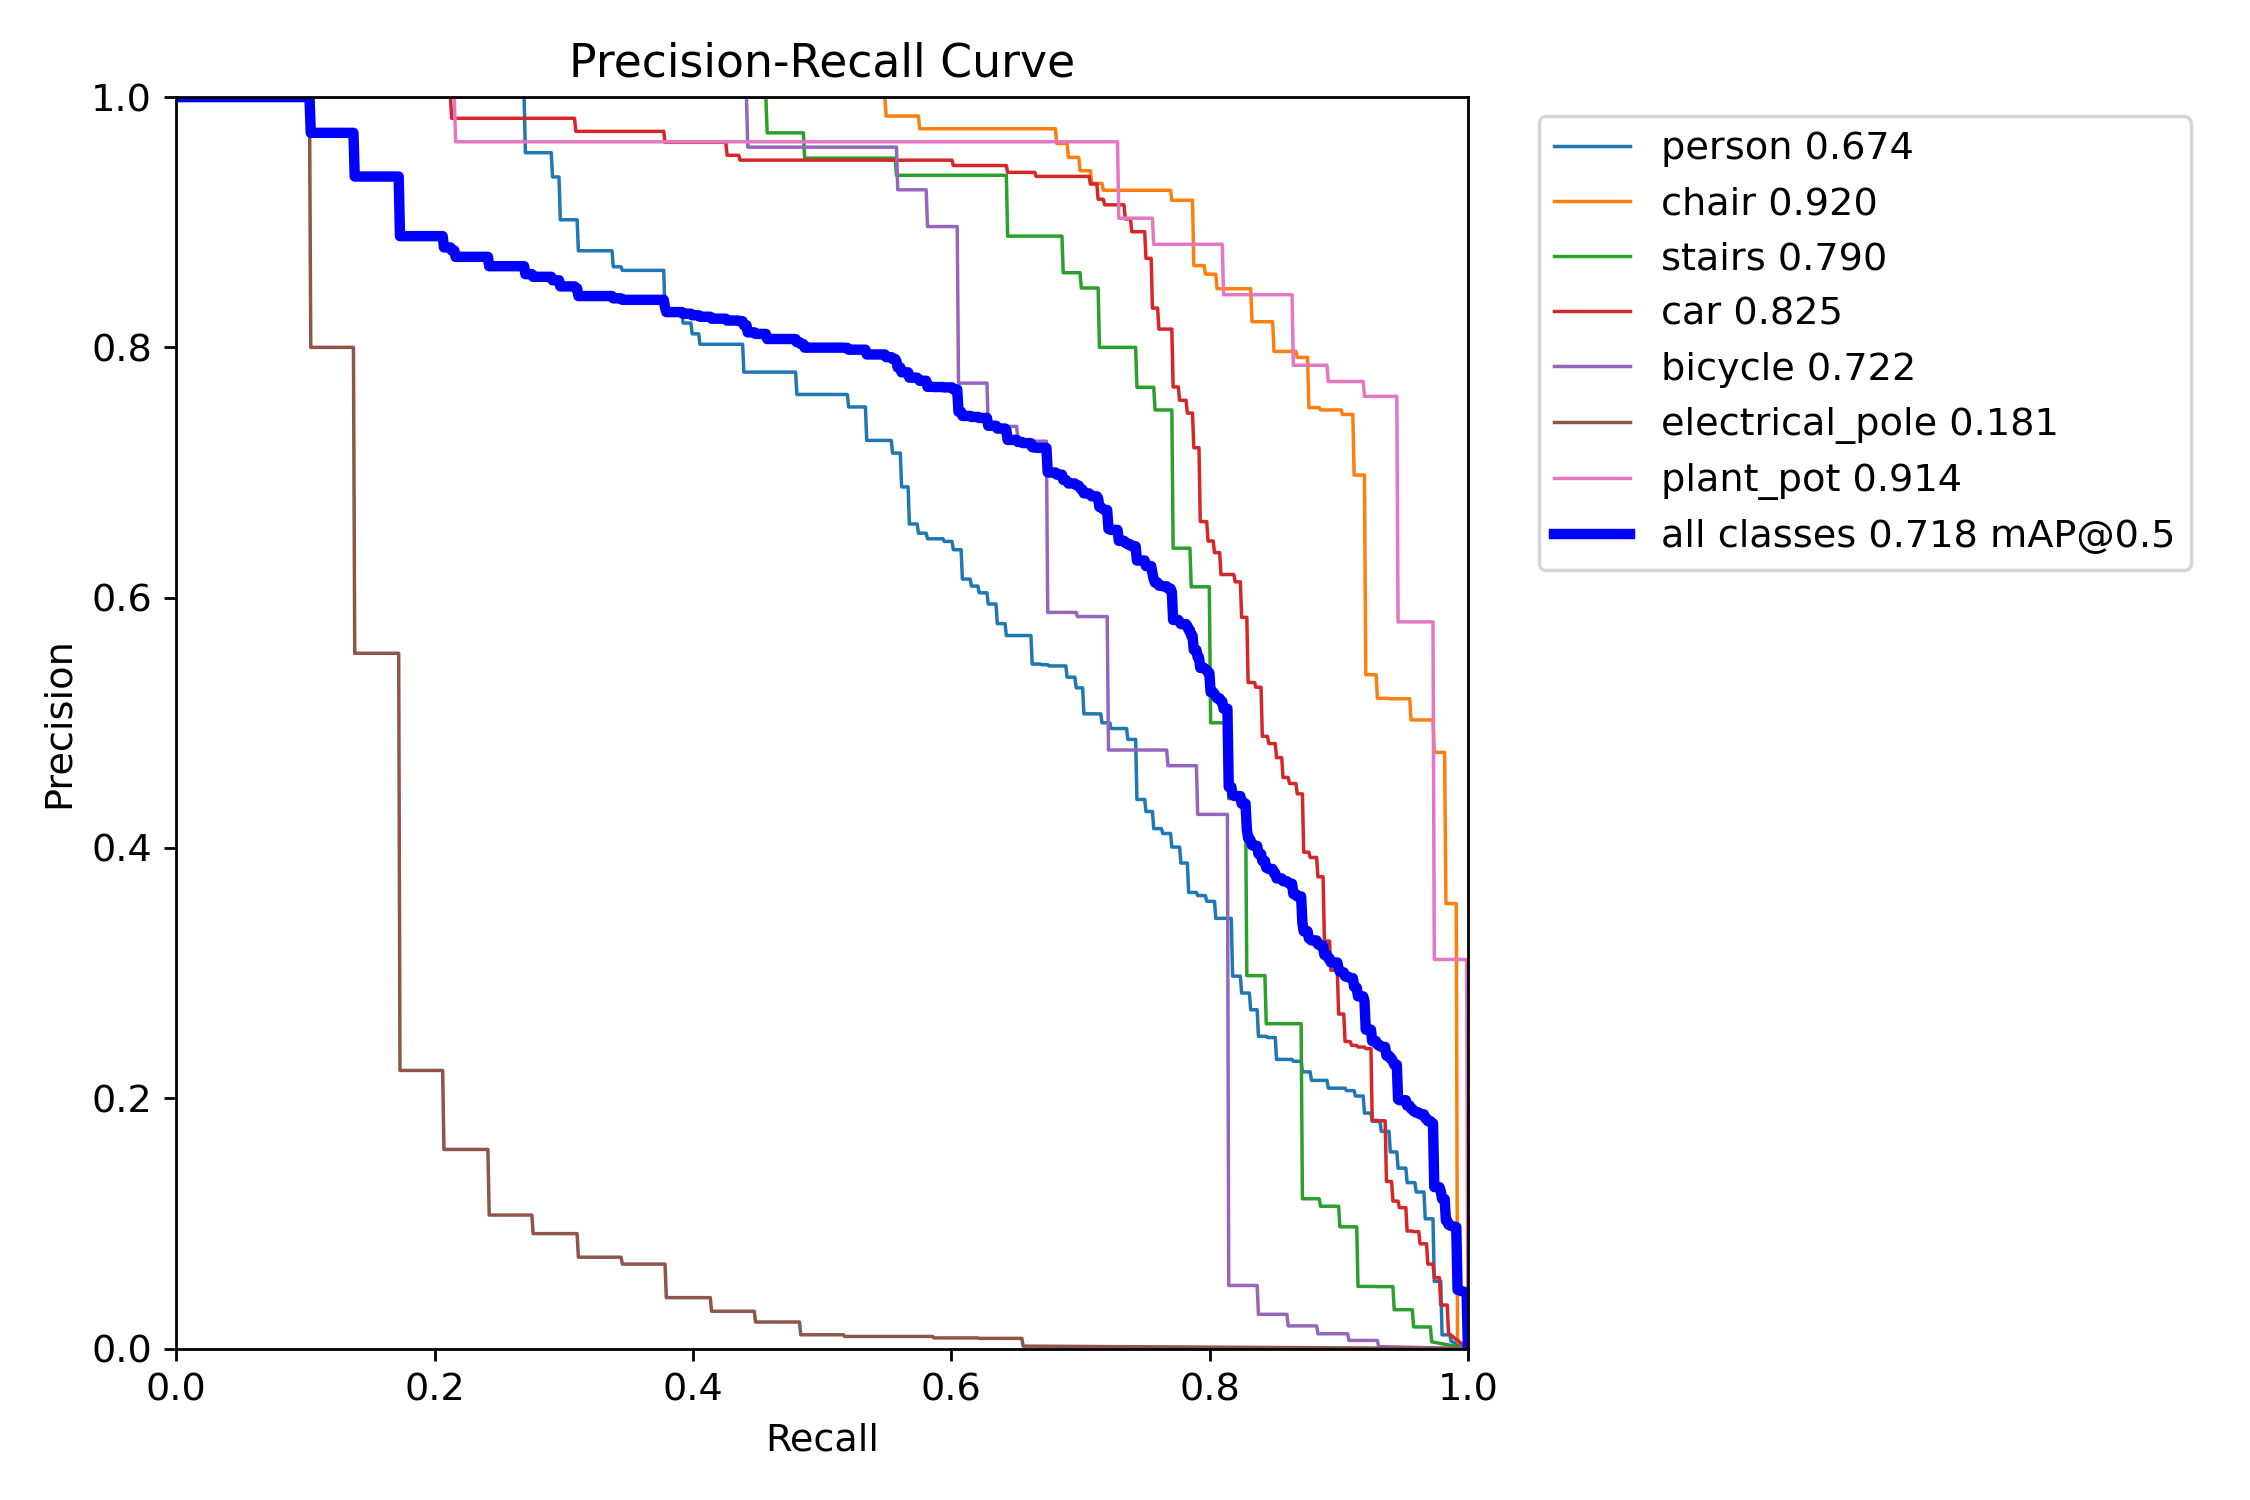 Precision-Recall Curve
1.0
0.8
0.6
0.4
0.2
0.0
Precision
0.0 0.2 0.4 0.6 0.8 1.0
Recall
person 0.674
chair 0.920
stairs 0.790
car 0.825
bicycle 0.722
electrical_pole 0.181
plant_pot 0.914
all classes 0.718 mAP@0.5